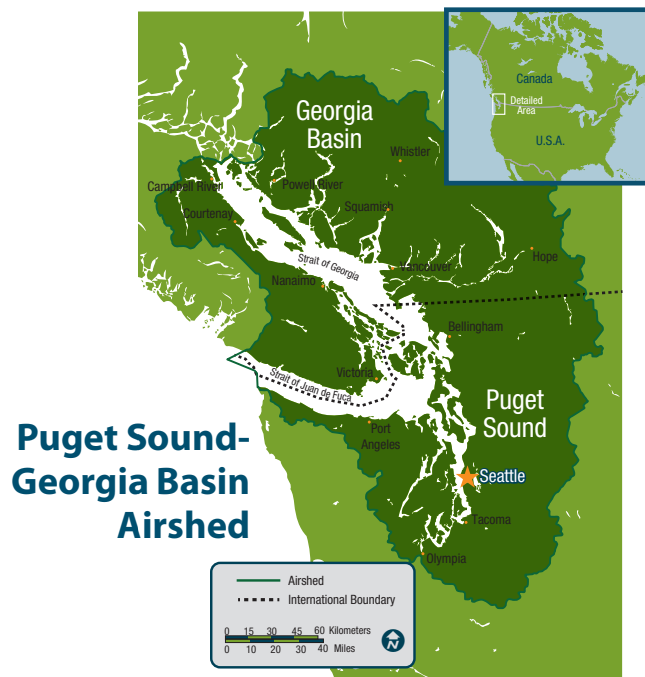 Canada
Detailed
Area
U.S.A.
Georgia
Basin
Whistler
Campbell River
Powell River
Courtenay
Squamish
Strait of Georgia
Vancouver
Hope
Nanaimo
Bellingham
Victoria
Strait of Juan de Fuca
Puget
Sound
Port
Angeles
Puget Sound-
Georgia Basin
Airshed
Seattle
Tacoma
Olympia
Airshed
International Boundary
0 15 30 45 60 Kilometers
0 10 20 30 40 Miles